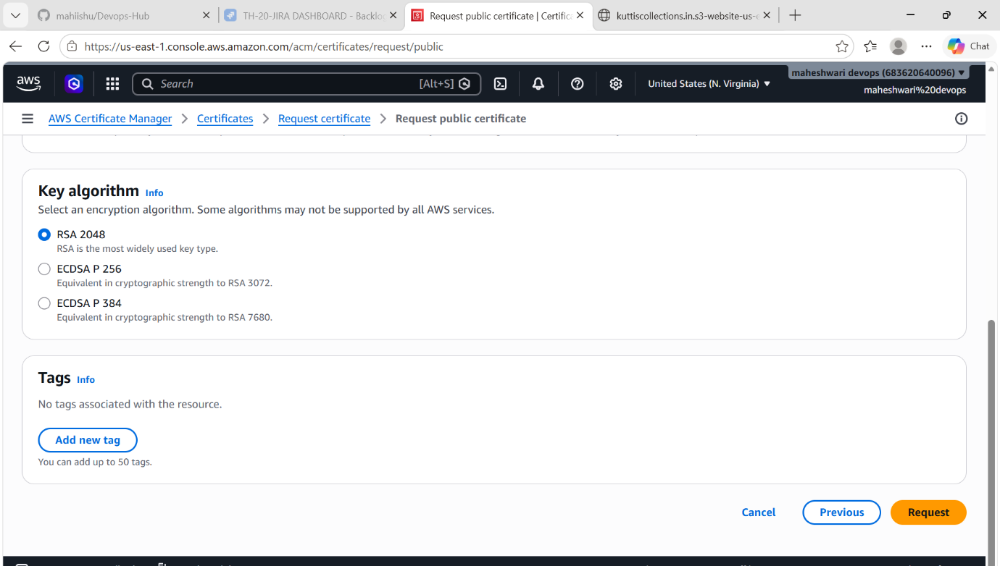 mahiishu/Devops-Hub
TH-20-JIRA DASHBOARD - Backlog
Request public certificate | Certific
kuttiscollections.in.s3-website-us-e
https://us-east-1.console.aws.amazon.com/acm/certificates/request/public
Chat
aws
Search
[Alt+S]
United States (N. Virginia)
maheshwari devops (683620640096)
maheshwari%20devops
AWS Certificate Manager
Certificates
Request certificate
Request public certificate
Key algorithm Info
Select an encryption algorithm. Some algorithms may not be supported by all AWS services.
RSA 2048
RSA is the most widely used key type.
ECDSA P 256
Equivalent in cryptographic strength to RSA 3072.
ECDSA P 384
Equivalent in cryptographic strength to RSA 7680.
Tags Info
No tags associated with the resource.
Add new tag
You can add up to 50 tags.
Cancel
Previous
Request